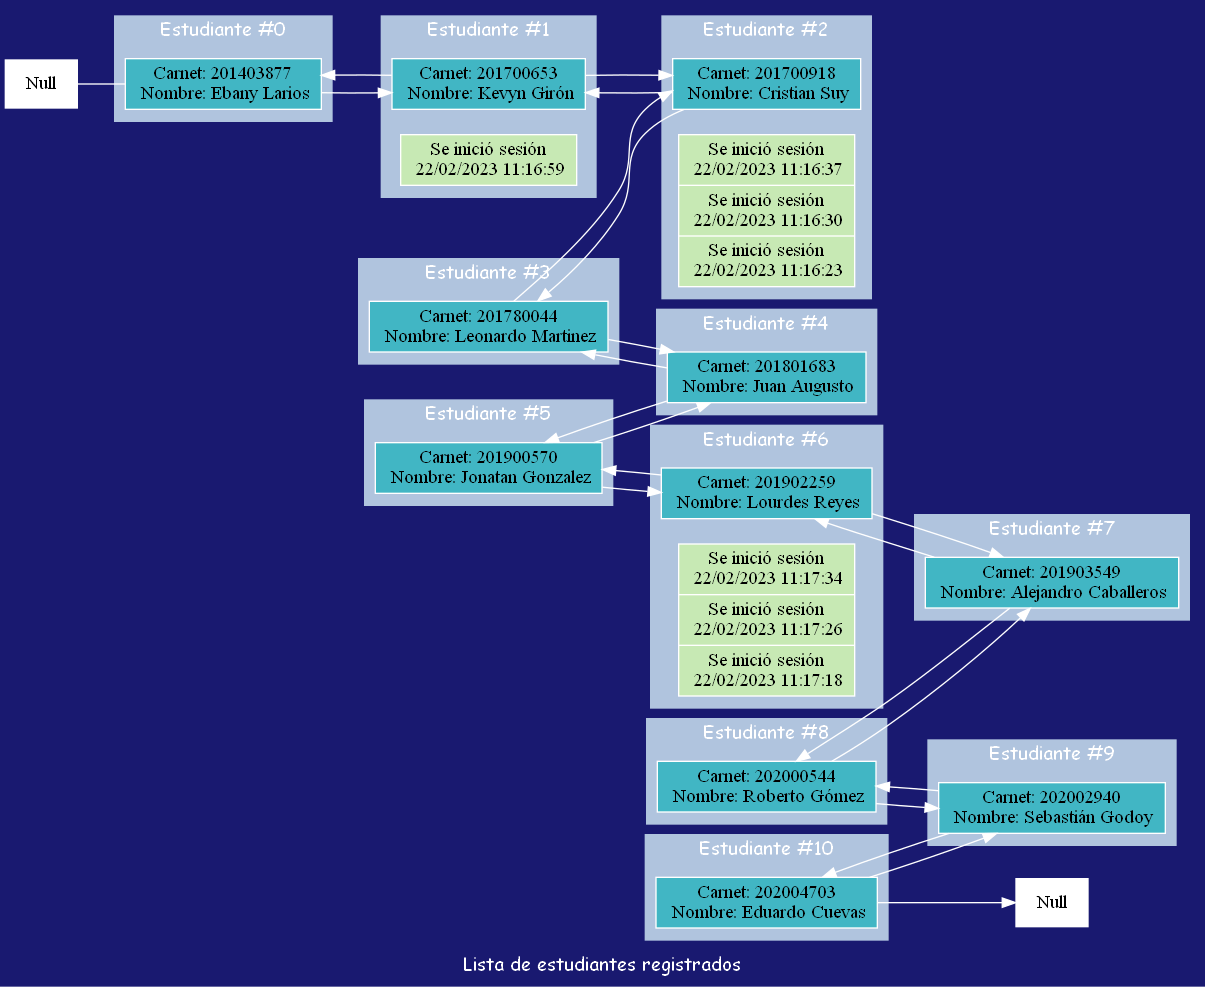 Null
Estudiante #0
Carnet: 201403877
Nombre: Ebany Larios
Estudiante #1
Carnet: 201700653
Nombre: Kevyn Girón
Se inició sesión
22/02/2023 11:16:59
Estudiante #2
Carnet: 201700918
Nombre: Cristian Suy
Se inició sesión
22/02/2023 11:16:37
Se inició sesión
22/02/2023 11:16:30
Se inició sesión
22/02/2023 11:16:23
Estudiante #3
Carnet: 201780044
Nombre: Leonardo Martinez
Estudiante #4
Carnet: 201801683
Nombre: Juan Augusto
Estudiante #5
Carnet: 201900570
Nombre: Jonatan Gonzalez
Estudiante #6
Carnet: 201902259
Nombre: Lourdes Reyes
Se inició sesión
22/02/2023 11:17:34
Se inició sesión
22/02/2023 11:17:26
Se inició sesión
22/02/2023 11:17:18
Estudiante #7
Carnet: 201903549
Nombre: Alejandro Caballeros
Estudiante #8
Carnet: 202000544
Nombre: Roberto Gómez
Estudiante #9
Carnet: 202002940
Nombre: Sebastián Godoy
Estudiante #10
Carnet: 202004703
Nombre: Eduardo Cuevas
Null
Lista de estudiantes registrados